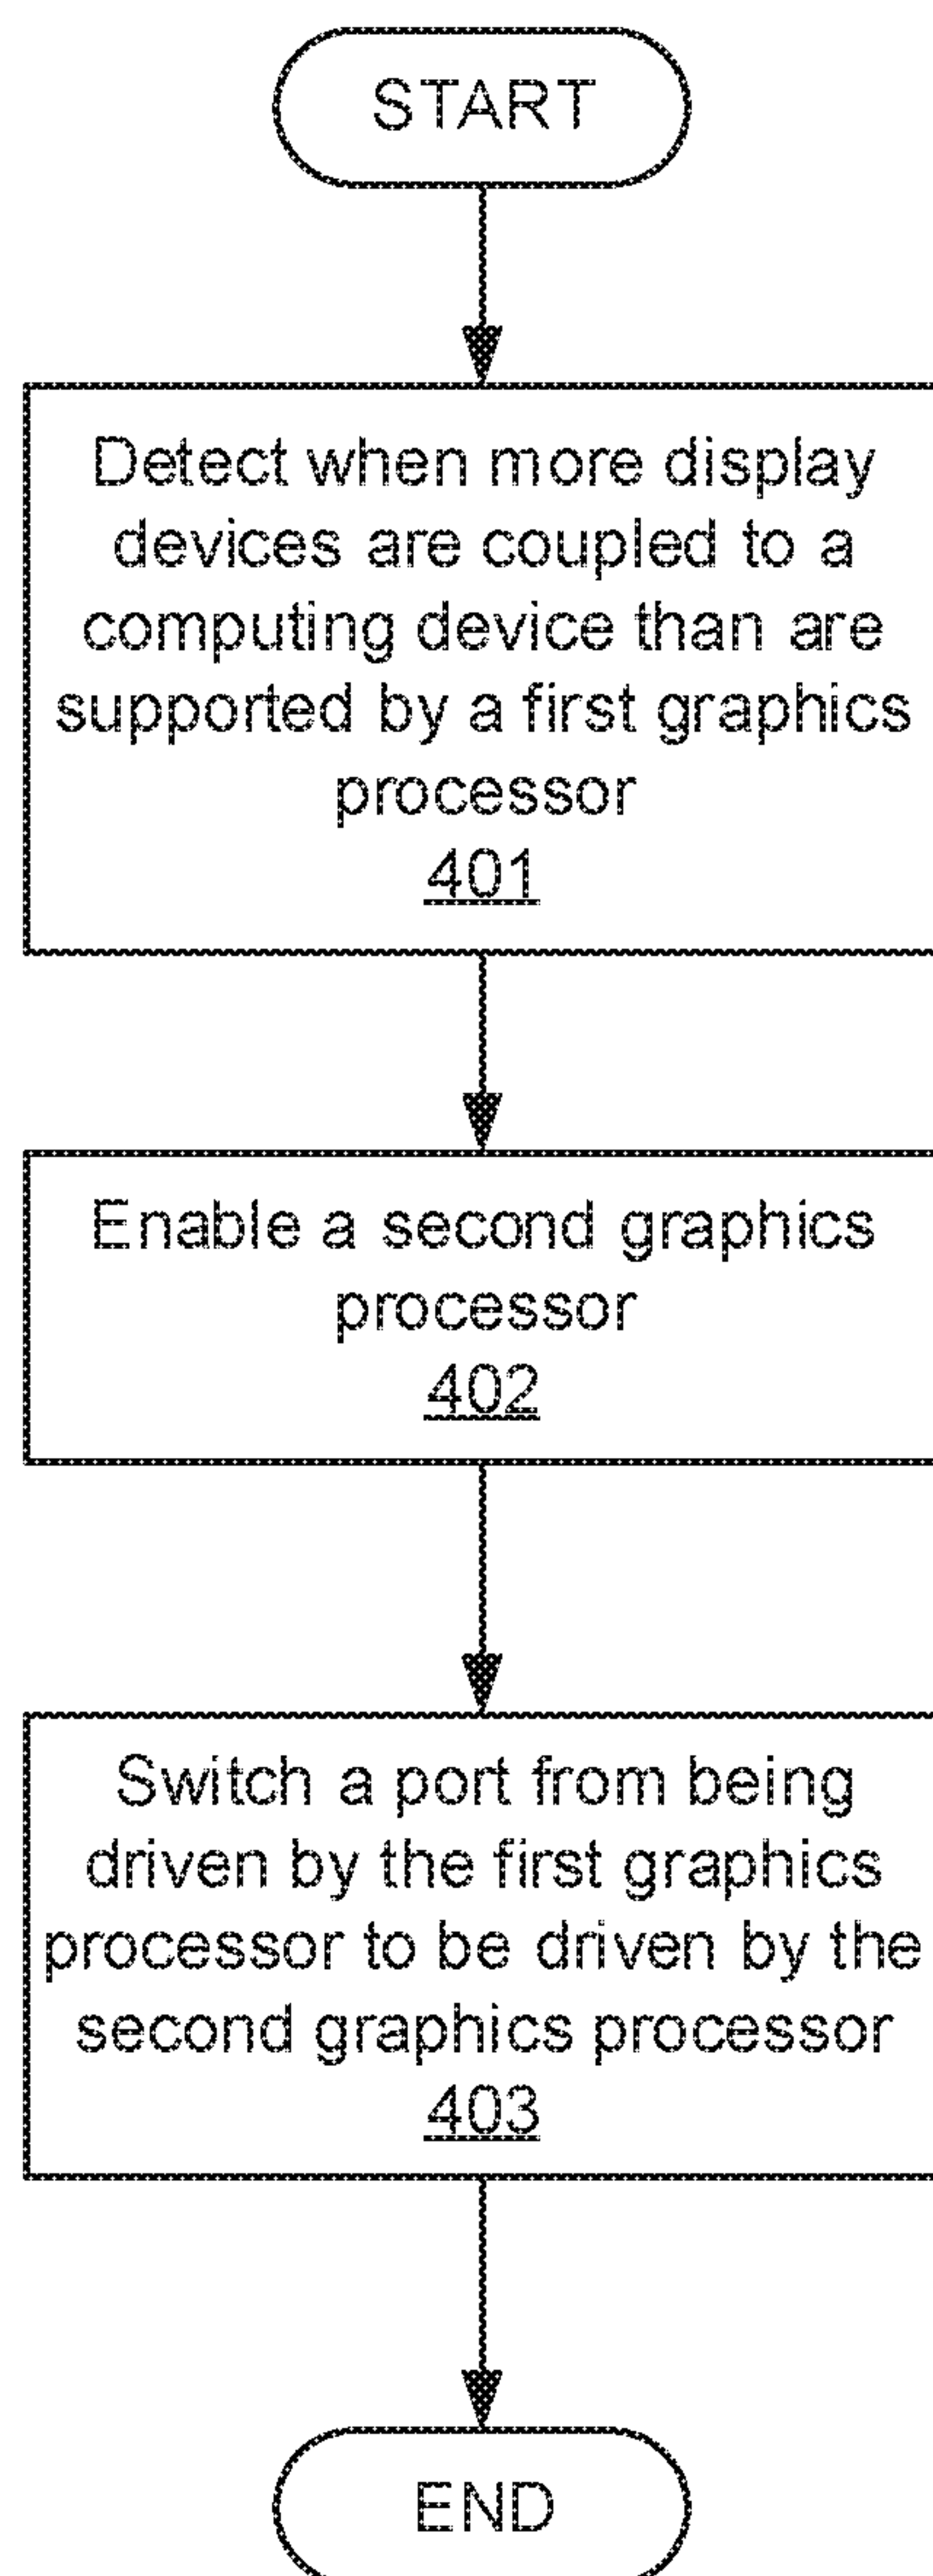 START
Detect when more display
devices are coupled to a
computing device than are
supported by a first graphics
processor
401
Enable a second graphics
processor
402
Switch a port from being
driven by the first graphics
processor to be driven by the
second graphics processor
403
END